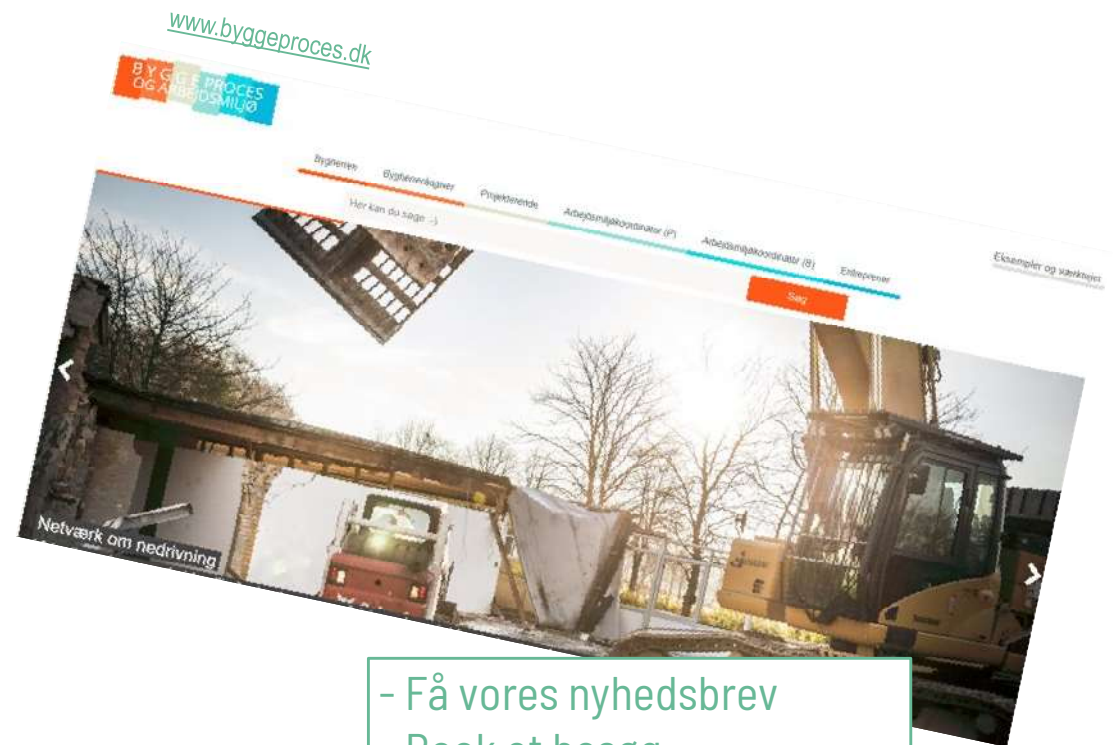 www.byggeproces.dk
BYGGEPROCES
OG ARBEJDSMILJØ
Bygherren
Bygherrerådgiver
Projekterende
Arbejdsmiljøkoordinator (P)
Arbejdsmiljøkoordinator (B)
Entreprenør
Eksempler og værktøjer
Her kan du søge :-)
Søg
Netværk om nedrivning
- Få vores nyhedsbrev